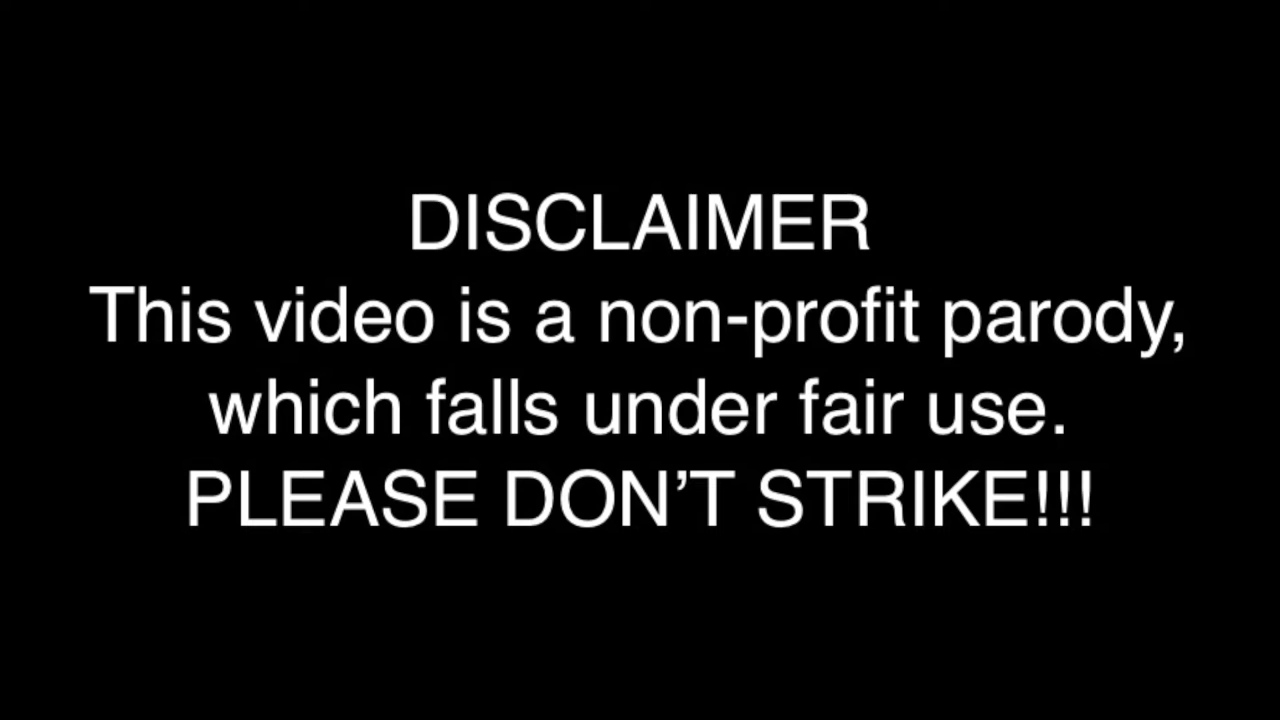 DISCLAIMER
This video is a non-profit parody,
which falls under fair use.
PLEASE DON’T STRIKE!!!